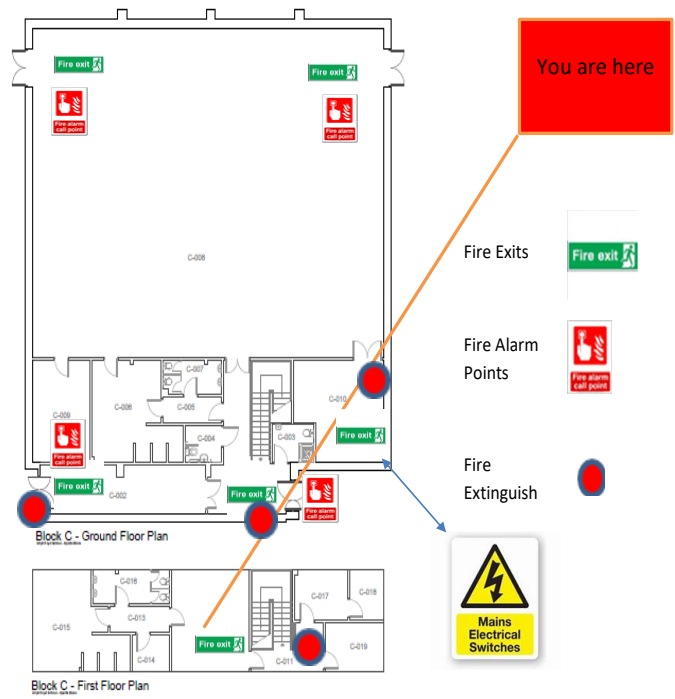 Fire exit
Fire exit
You are here
Fire alarm
call point
Fire alarm
call point
Fire Exits
Fire exit
C-008
Fire Alarm
Points
Fire alarm
call point
C-007
C-009
C-006
C-005
C-010
C-004
C-003
Fire exit
Fire alarm
call point
Fire
Extinguish
Fire exit
C-002
Fire exit
Fire alarm
call point
Block C - Ground Floor Plan
Mains
Electrical
Switches
C-016
C-017
C-018
C-015
C-013
Fire exit
C-014
C-011
C-019
Block C - First Floor Plan